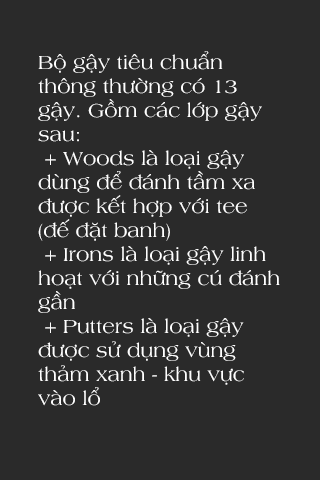 Bộ gậy tiêu chuẩn
thông thường có 13
gậy. Gồm các lớp gậy
sau:
+ Woods là loại gậy
dùng để đánh tầm xa
được kết hợp với tee
(đế đặt banh)
+ Irons là loại gậy linh
hoạt với những cú đánh
gần
+ Putters là loại gậy
được sử dụng vùng
thảm xanh - khu vực
vào lổ